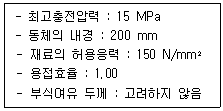 - 최고충전압력 : 15 MPa
- 동체의 내경 : 200 mm
- 재료의 허용응력 : 150 N/mm²
- 용접효율 : 1.00
- 부식여유 두께 : 고려하지 않음